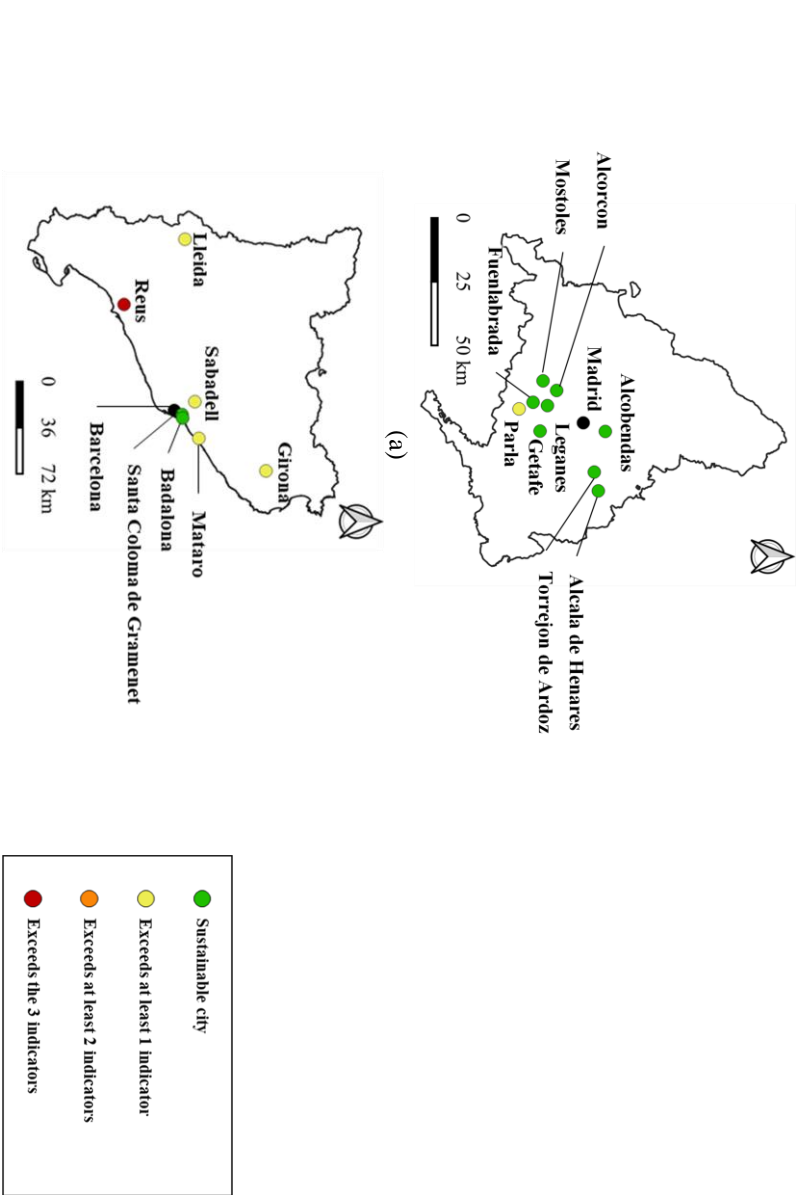 Alcobendas
Madrid
Alcorcon
Mostoles
Leganes
Getafe
Parla
Fuenlabrada
Alcala de Henares
Torrejon de Ardoz
0 25 50 km
(a)
Girona
Sabadell
Lleida
Mataro
Reus
Badalona
Santa Coloma de Gramenet
Barcelona
0 36 72 km
Sustainable city
Exceeds at least 1 indicator
Exceeds at least 2 indicators
Exceeds the 3 indicators